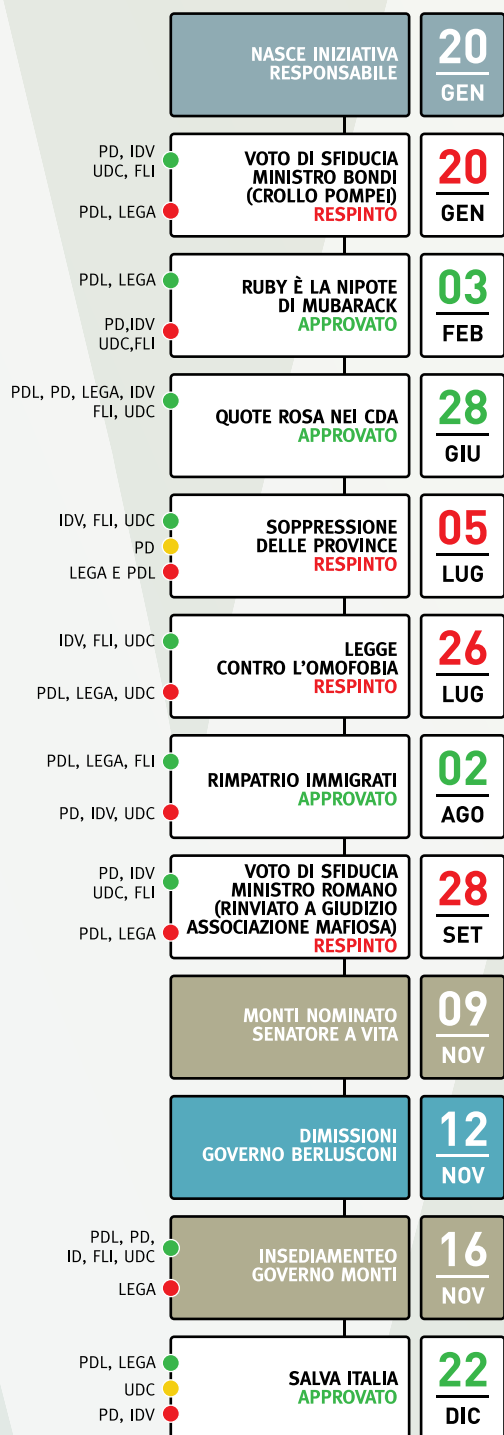 NASCE INIZIATIVA
RESPONSABILE
20
GEN
PD, IDV
UDC, FLI
PDL, LEGA
VOTO DI SFIDUCIA
MINISTRO BONDI
(CROLLO POMPEI)
RESPINTO
20
GEN
PDL, LEGA
PD,IDV
UDC,FLI
RUBY È LA NIPOTE
DI MUBARACK
APPROVATO
03
FEB
PDL, PD, LEGA, IDV
FLI, UDC
QUOTE ROSA NEI CDA
APPROVATO
28
GIU
IDV, FLI, UDC
PD
LEGA E PDL
SOPPRESSIONE
DELLE PROVINCE
RESPINTO
05
LUG
IDV, FLI, UDC
PDL, LEGA, UDC
LEGGE
CONTRO L'OMOFOBIA
RESPINTO
26
LUG
PDL, LEGA, FLI
PD, IDV, UDC
RIMPATRIO IMMIGRATI
APPROVATO
02
AGO
PD, IDV
UDC, FLI
PDL, LEGA
VOTO DI SFIDUCIA
MINISTRO ROMANO
(RINVIATO A GIUDIZIO
ASSOCIAZIONE MAFIOSA)
RESPINTO
28
SET
MONTI NOMINATO
SENATORE A VITA
09
NOV
DIMISSIONI
GOVERNO BERLUSCONI
12
NOV
PDL, PD,
ID, FLI, UDC
LEGA
INSEDIAMENTEO
GOVERNO MONTI
16
NOV
PDL, LEGA
UDC
PD, IDV
SALVA ITALIA
APPROVATO
22
DIC